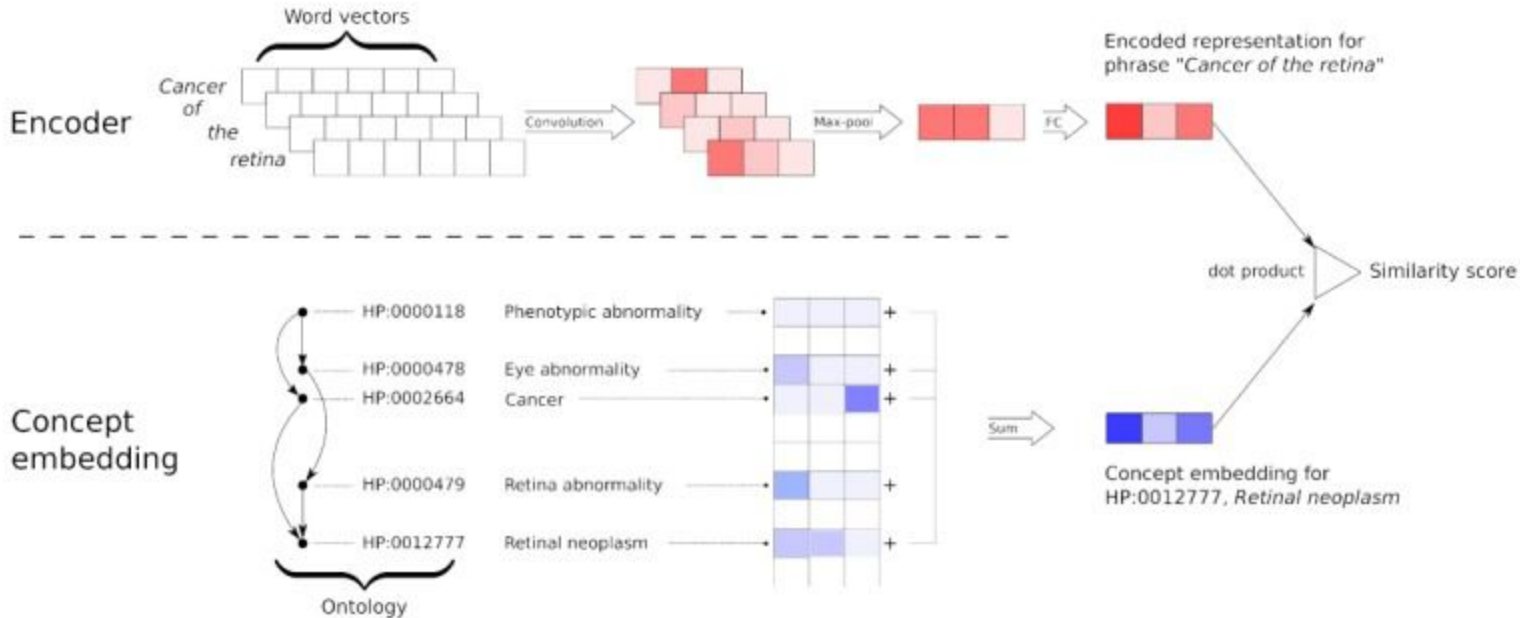 Word vectors
Cancer
of
the
retina
Encoder
Convolution
Max-pool
FC
Encoded representation for
phrase "Cancer of the retina"
dot product
Similarity score
Concept
embedding
HP:0000118 Phenotypic abnormality +
HP:0000478 Eye abnormality +
HP:0002664 Cancer +
HP:0000479 Retina abnormality +
HP:0012777 Retinal neoplasm +
Ontology
Sum
Concept embedding for
HP:0012777, Retinal neoplasm